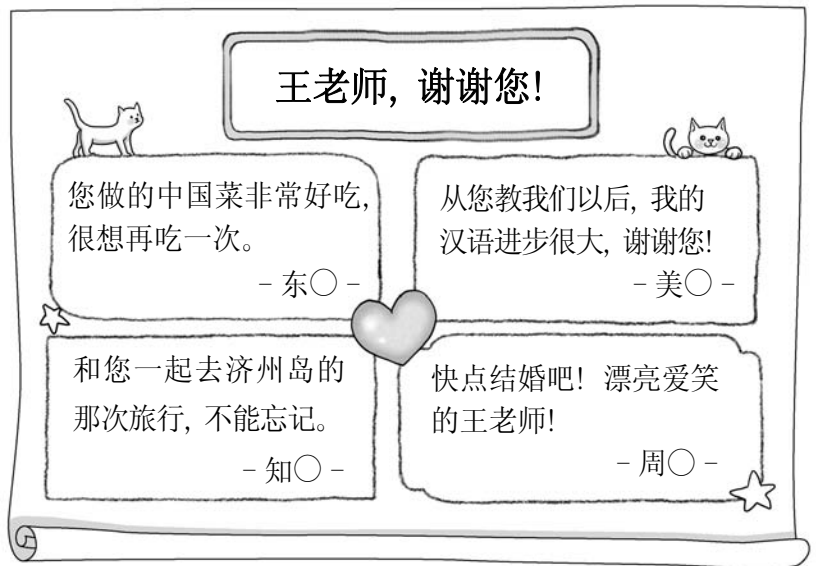 王老师, 谢谢您!
您做的中国菜非常好吃,
很想再吃一次。
- 东○ -
从您教我们以后, 我的
汉语进步很大, 谢谢您!
- 美○ -
和您一起去济州岛的
那次旅行, 不能忘记。
- 知○ -
快点结婚吧! 漂亮爱笑
的王老师!
- 周○ -